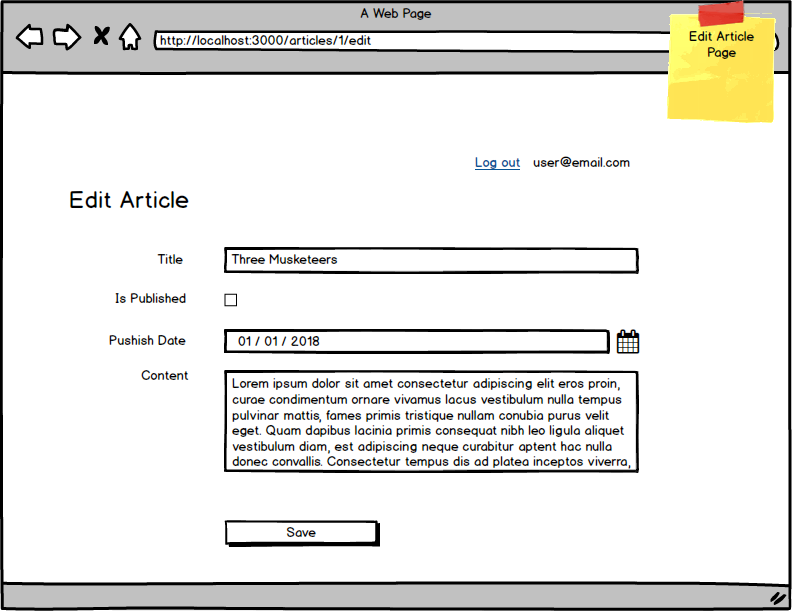 A Web Page
http://localhost:3000/articles/1/edit
Edit Article
Page
Log out user@email.com
Edit Article
Title Three Musketeers
Is Published
Pushish Date 01 / 01 / 2018
Content
Lorem ipsum dolor sit amet consectetur adipiscing elit eros proin,
curae condimentum ornare vivamus lacus vestibulum nulla tempus
pulvinar mattis, fames primis tristique nullam conubia purus velit
eget. Quam dapibus lacinia primis consequat nibh leo ligula aliquet
vestibulum diam, est adipiscing neque curabitur aptent hac nulla
donec convallis. Consectetur tempus dis ad platea inceptos viverra,
Save